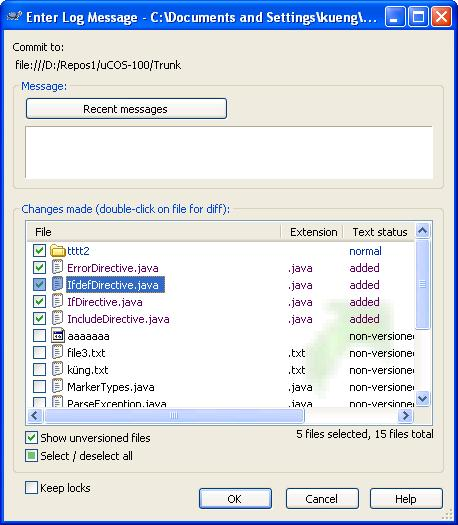 Enter Log Message - C:\Documents and Settings\kueng\...
Commit to:
file:///D:/Repos1/uCOS-100/Trunk
Message:
Recent messages
Changes made (double-click on file for diff):
File Extension Text status
tttt2 normal
ErrorDirective.java .java added
IfdefDirective.java .java added
IfDirective.java .java added
IncludeDirective.java .java added
aaaaaaa non-versione
file3.txt .txt non-versione
küng.txt .txt non-versione
MarkerTypes.java .java non-versione
ParseException.java .java non-versione
Show unversioned files
5 files selected, 15 files total
Select / deselect all
Keep locks
OK Cancel Help